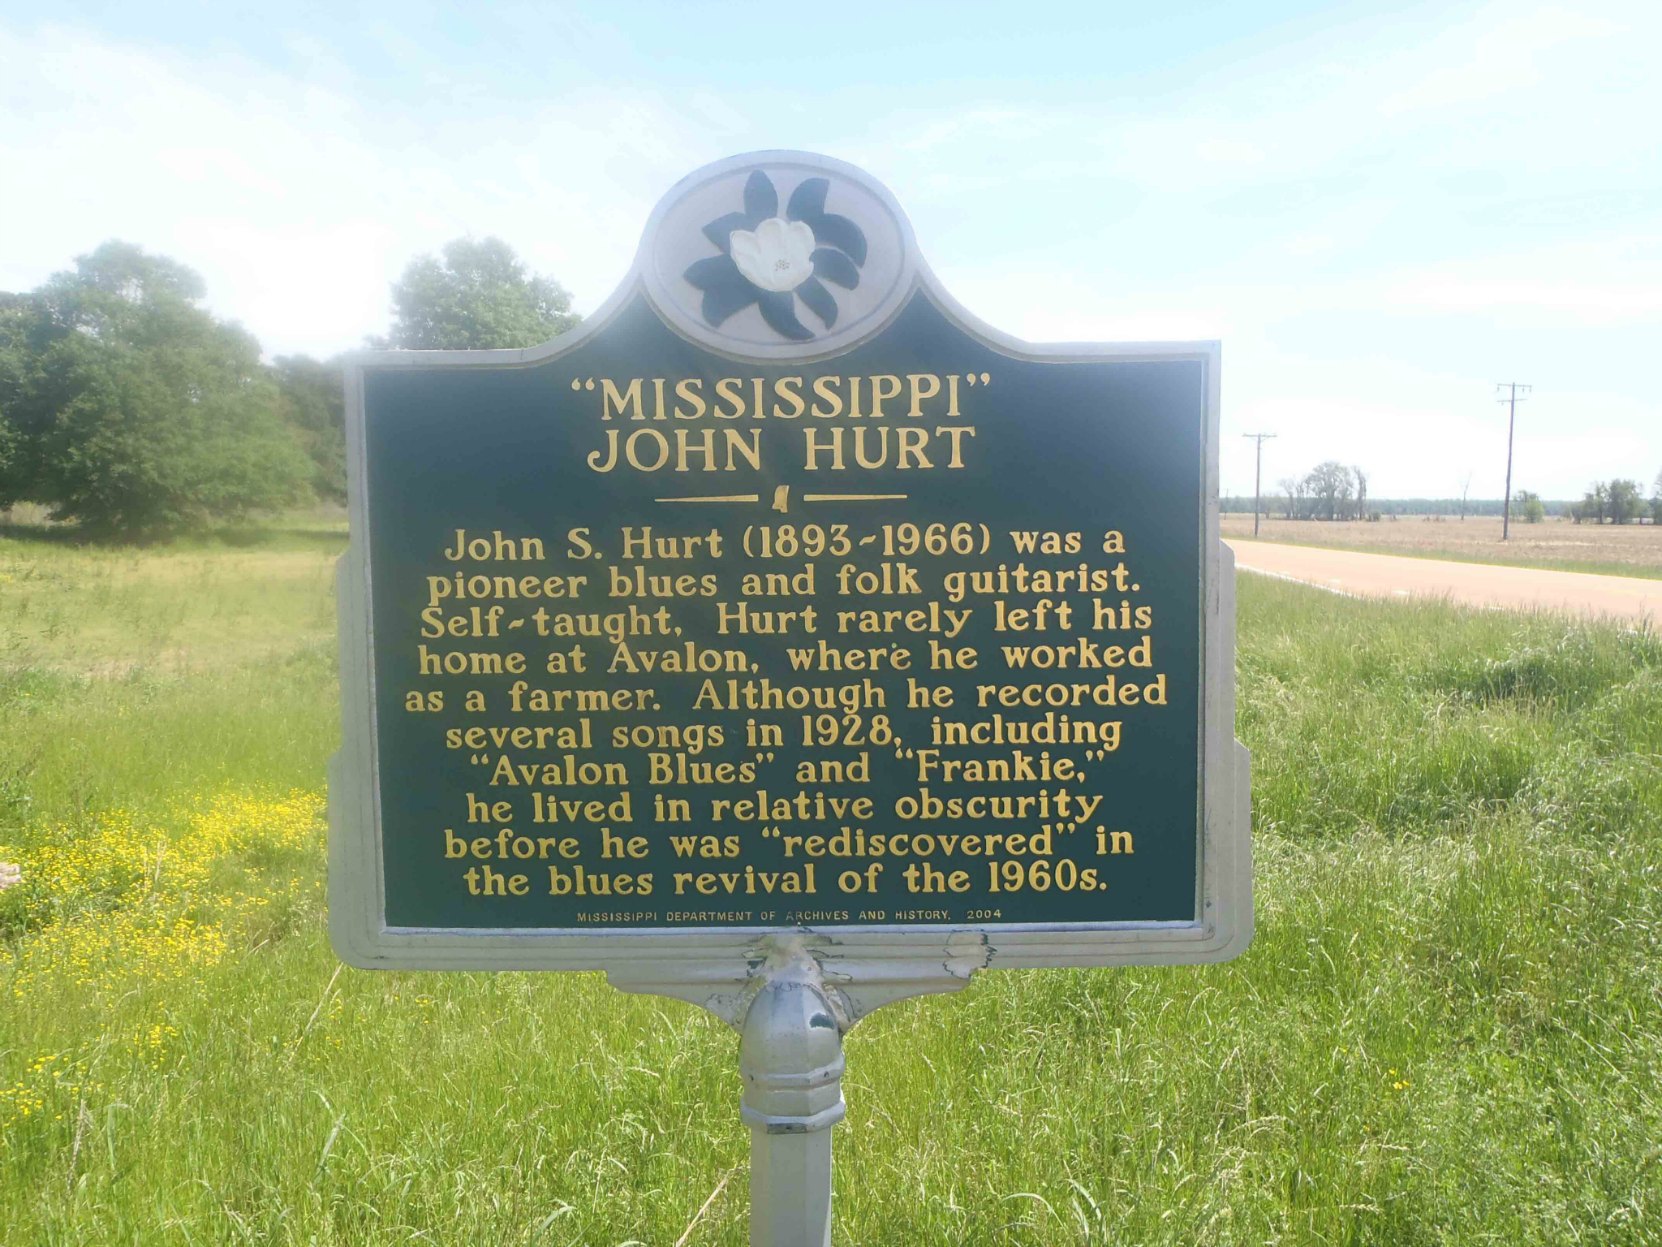 “MISSISSIPPI”
JOHN HURT
John S. Hurt (1893~1966) was a
pioneer blues and folk guitarist.
Self~taught, Hurt rarely left his
home at Avalon, where he worked
as a farmer. Although he recorded
several songs in 1928, including
“Avalon Blues” and “Frankie,”
he lived in relative obscurity
before he was “rediscovered” in
the blues revival of the 1960s.
MISSISSIPPI DEPARTMENT OF ARCHIVES AND HISTORY, 2004